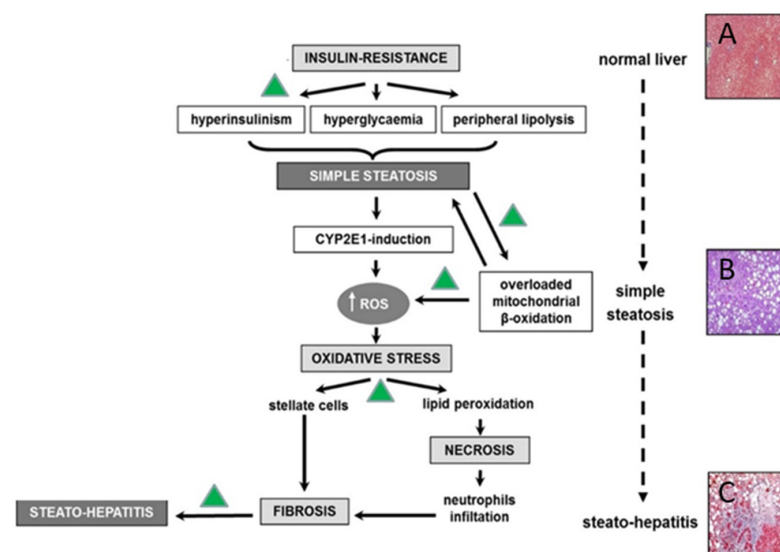 A
INSULIN-RESISTANCE
normal liver
hyperinsulinism
hyperglycaemia
peripheral lipolysis
SIMPLE STEATOSIS
CYP2E1-induction
B
overloaded
mitochondrial
β-oxidation
simple
steatosis
↑ ROS
OXIDATIVE STRESS
stellate cells
lipid peroxidation
NECROSIS
C
neutrophils
infiltation
STEATO-HEPATITIS
FIBROSIS
steato-hepatitis